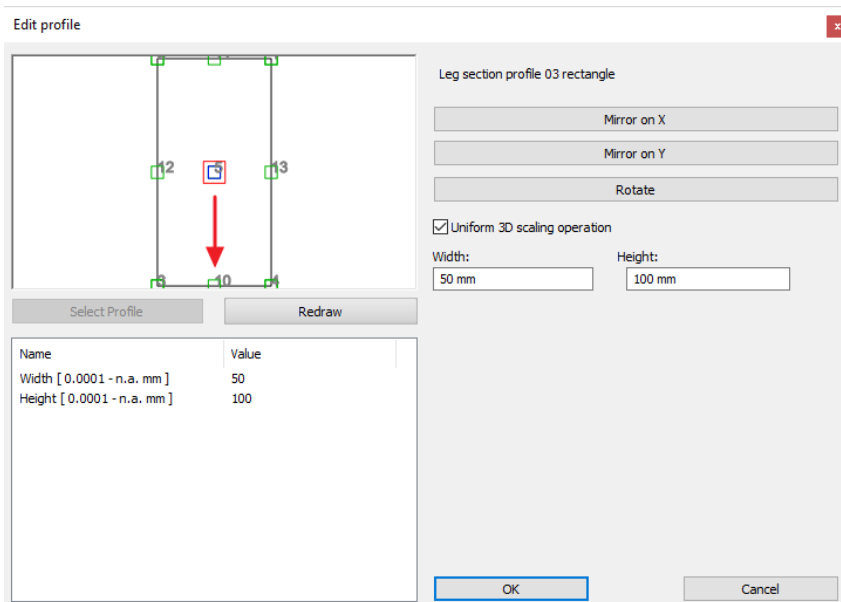 Edit profile
x
Leg section profile 03 rectangle
Mirror on X
Mirror on Y
Rotate
12
5
13
Uniform 3D scaling operation
Width:
Height:
50 mm
100 mm
3
10
4
Select Profile
Redraw
Name
Value
Width [ 0.0001 - n.a. mm ]
50
Height [ 0.0001 - n.a. mm ]
100
OK
Cancel